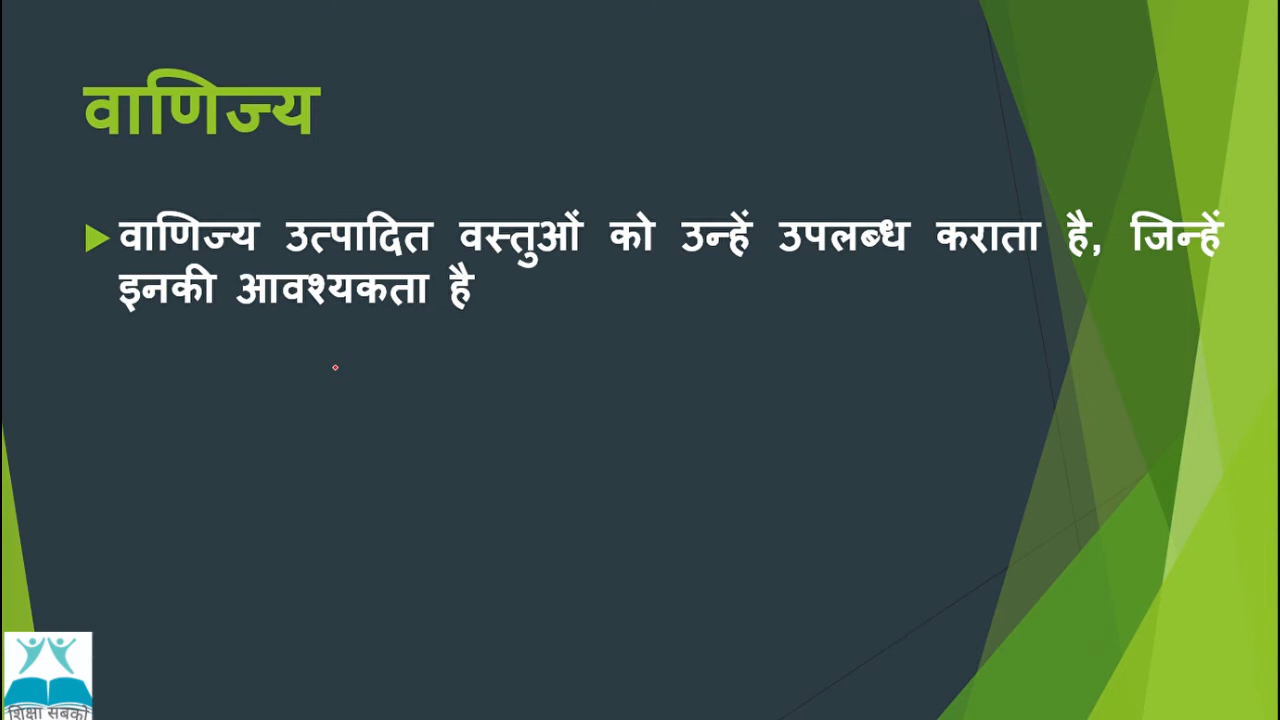 वाणिज्य
वाणिज्य उत्पादित वस्तुओं को उन्हें उपलब्ध कराता है, जिन्हें
इनकी आवश्यकता है
शिक्षा सबको